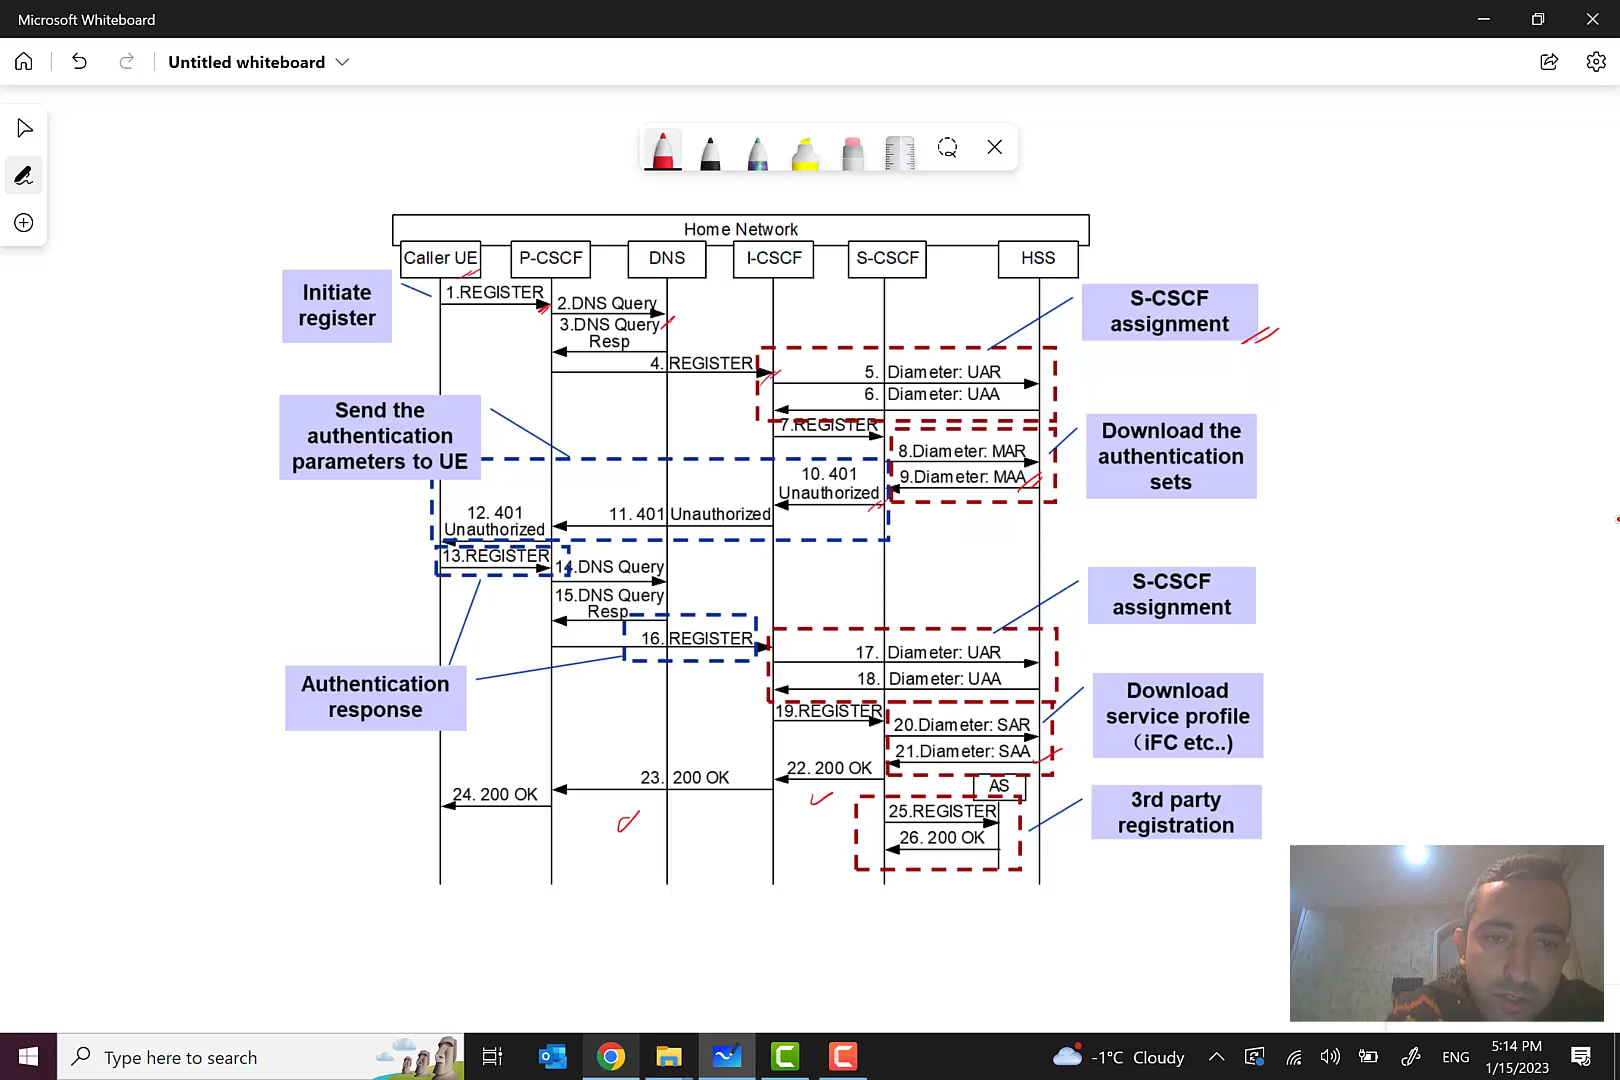 Microsoft Whiteboard
Untitled whiteboard
Home Network
Caller UE
P-CSCF
DNS
I-CSCF
S-CSCF
HSS
Initiate
register
1.REGISTER
2.DNS Query
3.DNS Query
Resp
4. REGISTER
S-CSCF
assignment
5. Diameter: UAR
6. Diameter: UAA
Send the
authentication
parameters to UE
7.REGISTER
8.Diameter: MAR
9.Diameter: MAA
Download the
authentication
sets
10. 401
Unauthorized
11. 401 Unauthorized
12. 401
Unauthorized
13.REGISTER
14.DNS Query
15.DNS Query
Resp
16. REGISTER
S-CSCF
assignment
17. Diameter: UAR
18. Diameter: UAA
Authentication
response
19.REGISTER
20.Diameter: SAR
21.Diameter: SAA
Download
service profile
（iFC etc..)
22. 200 OK
23. 200 OK
24. 200 OK
AS
25.REGISTER
26. 200 OK
3rd party
registration
Type here to search
-1°C Cloudy
ENG
5:14 PM
1/15/2023